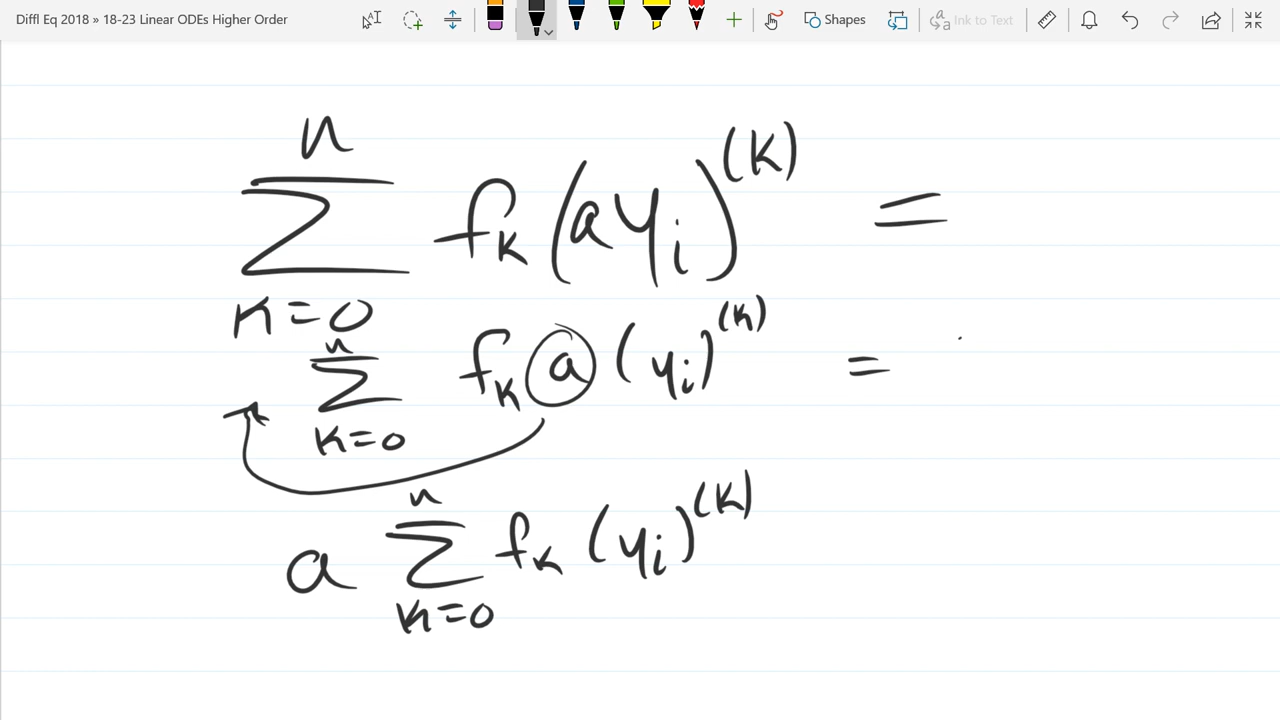 Diffl Eq 2018 » 18-23 Linear ODEs Higher Order
Shapes
Ink to Text
n
∑ f_k (a y_i)^(k) =
k=0
n
∑ f_k a (y_i)^(k) =
k=0
n
a ∑ f_k (y_i)^(k)
k=0